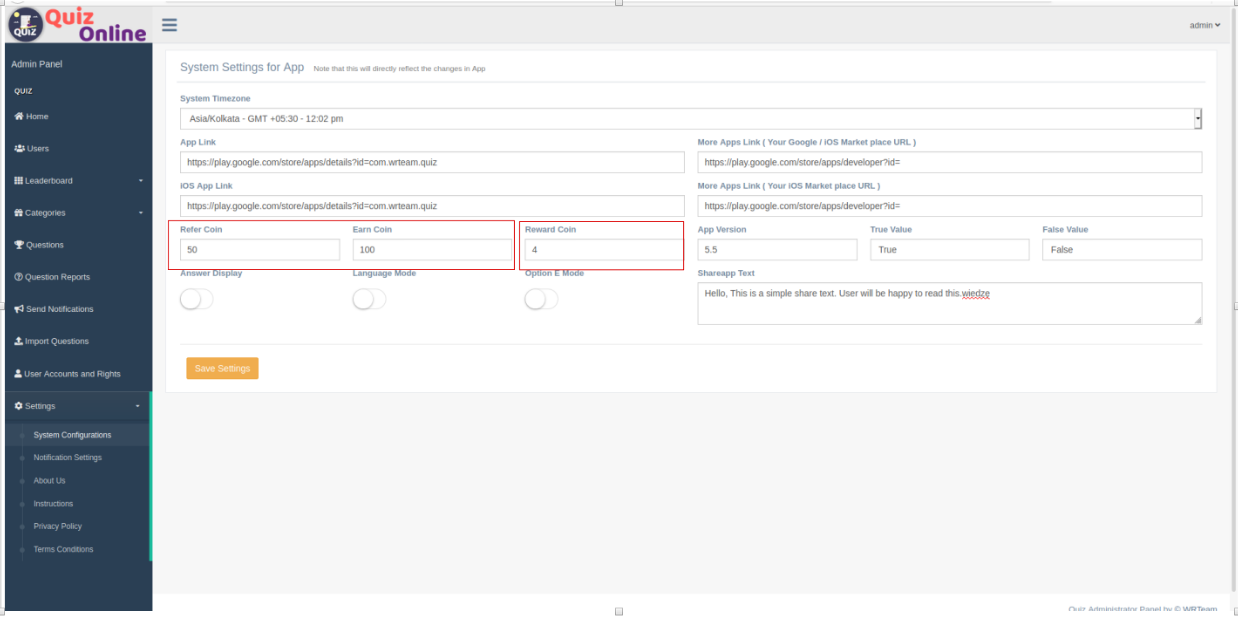 QUIZ
Quiz
Online
admin
Admin Panel
QUIZ
Home
Users
Leaderboard
Categories
Questions
Question Reports
Send Notifications
Import Questions
User Accounts and Rights
Settings
System Configurations
Notification Settings
About Us
Instructions
Privacy Policy
Terms Conditions
System Settings for App Note that this will directly reflect the changes in App
System Timezone
Asia/Kolkata - GMT +05:30 - 12:02 pm
App Link More Apps Link ( Your Google / iOS Market place URL )
https://play.google.com/store/apps/details?id=com.wrteam.quiz https://play.google.com/store/apps/developer?id=
iOS App Link More Apps Link ( Your iOS Market place URL )
https://play.google.com/store/apps/details?id=com.wrteam.quiz https://play.google.com/store/apps/developer?id=
Refer Coin Earn Coin Reward Coin App Version True Value False Value
50 100 4 5.5 True False
Answer Display Language Mode Option E Mode Shareapp Text
Hello, This is a simple share text. User will be happy to read this.wiedzę
Save Settings
Quiz Administrator Panel by © WRTeam